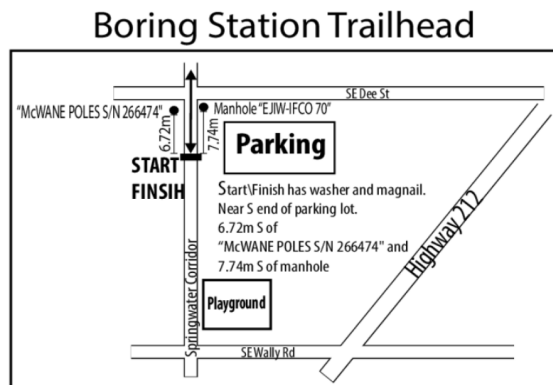 Boring Station Trailhead
SE Dee St
"McWANE POLES S/N 266474"
Manhole "EJIW-IFCO 70"
6.72m
7.74m
Parking
START
FINSIH
Start\Finish has washer and magnail.
Near S end of parking lot.
6.72m S of
"McWANE POLES S/N 266474" and
7.74m S of manhole
Highway 212
Springwater Corridor
Playground
SE Wally Rd